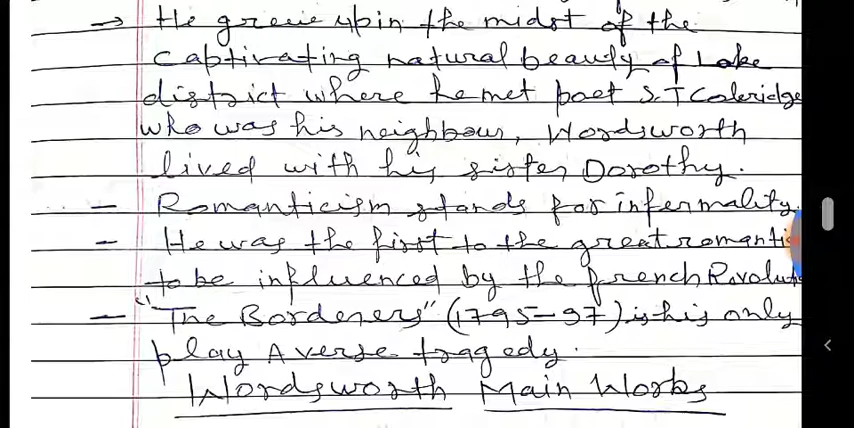 → He grew up in the midst of the
captivating natural beauty of Lake
district where he met poet S.T Coleridge
who was his neighbour, Wordsworth
lived with his sister Dorothy.
– Romanticism stands for infermality.
– He was the first to the great romanti
to be influenced by the french Revoluti
– "The Borderers" (1795–97) is his only
play A verse tragedy.
Wordsworth Main Works